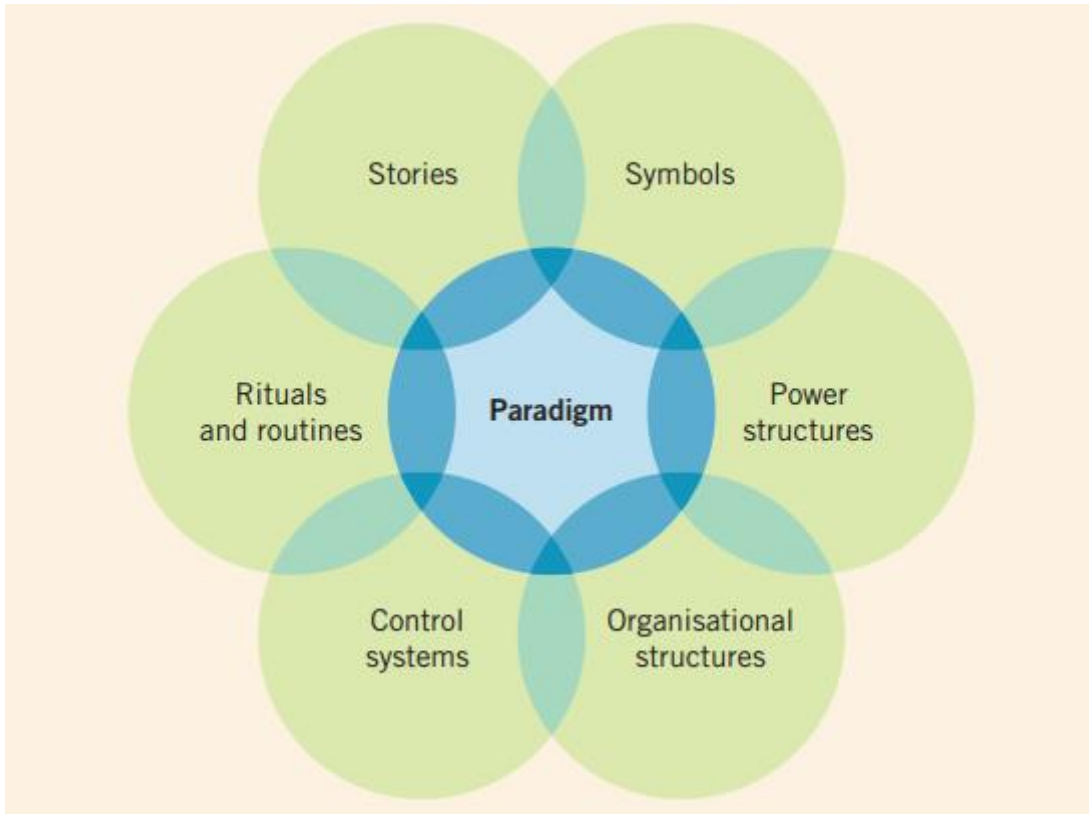 Stories
Symbols
Rituals
and routines
Paradigm
Power
structures
Control
systems
Organisational
structures